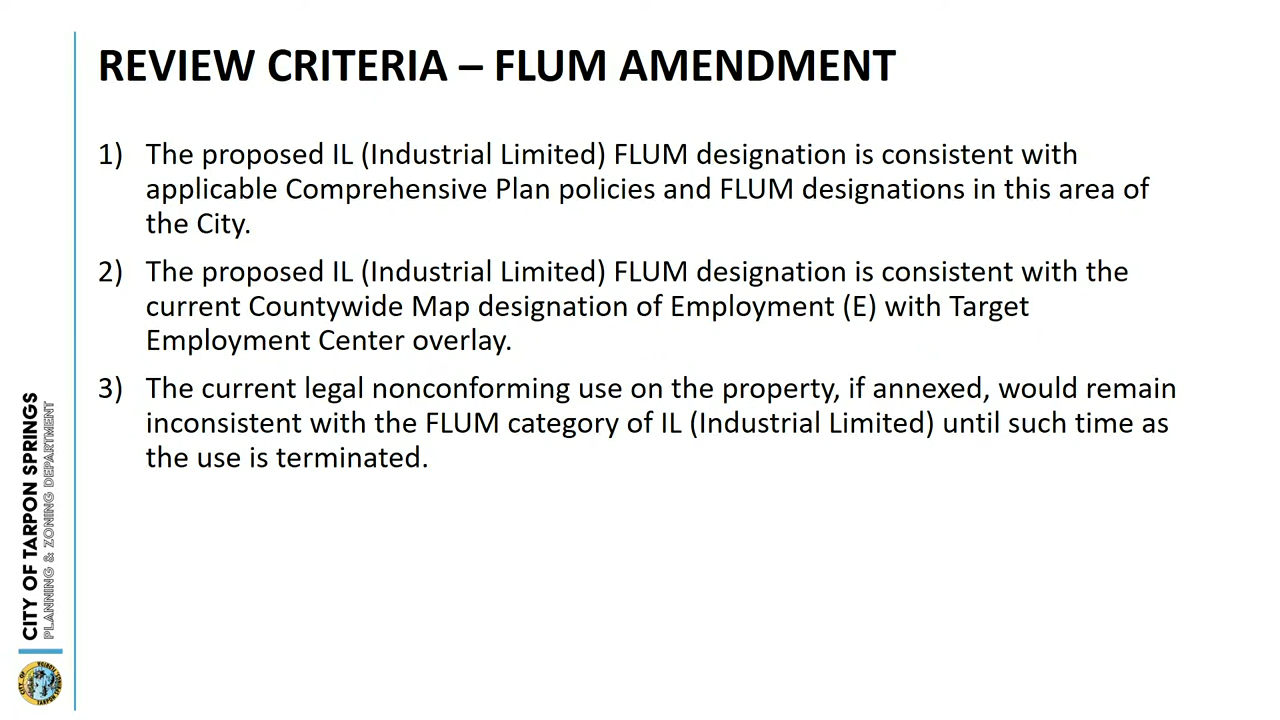 REVIEW CRITERIA – FLUM AMENDMENT
1) The proposed IL (Industrial Limited) FLUM designation is consistent with
applicable Comprehensive Plan policies and FLUM designations in this area of
the City.
2) The proposed IL (Industrial Limited) FLUM designation is consistent with the
current Countywide Map designation of Employment (E) with Target
Employment Center overlay.
3) The current legal nonconforming use on the property, if annexed, would remain
inconsistent with the FLUM category of IL (Industrial Limited) until such time as
the use is terminated.
CITY OF TARPON SPRINGS
PLANNING & ZONING DEPARTMENT